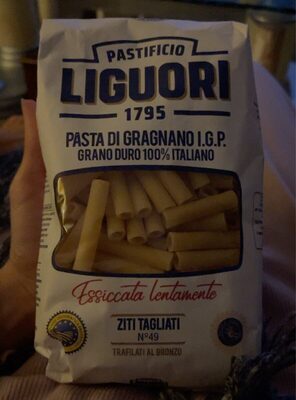 PASTIFICIO
LIGUORI
1795
PASTA DI GRAGNANO I.G.P.
GRANO DURO 100% ITALIANO
Essiccata lentamente
ZITI TAGLIATI
N°49
TRAFILATI AL BRONZO